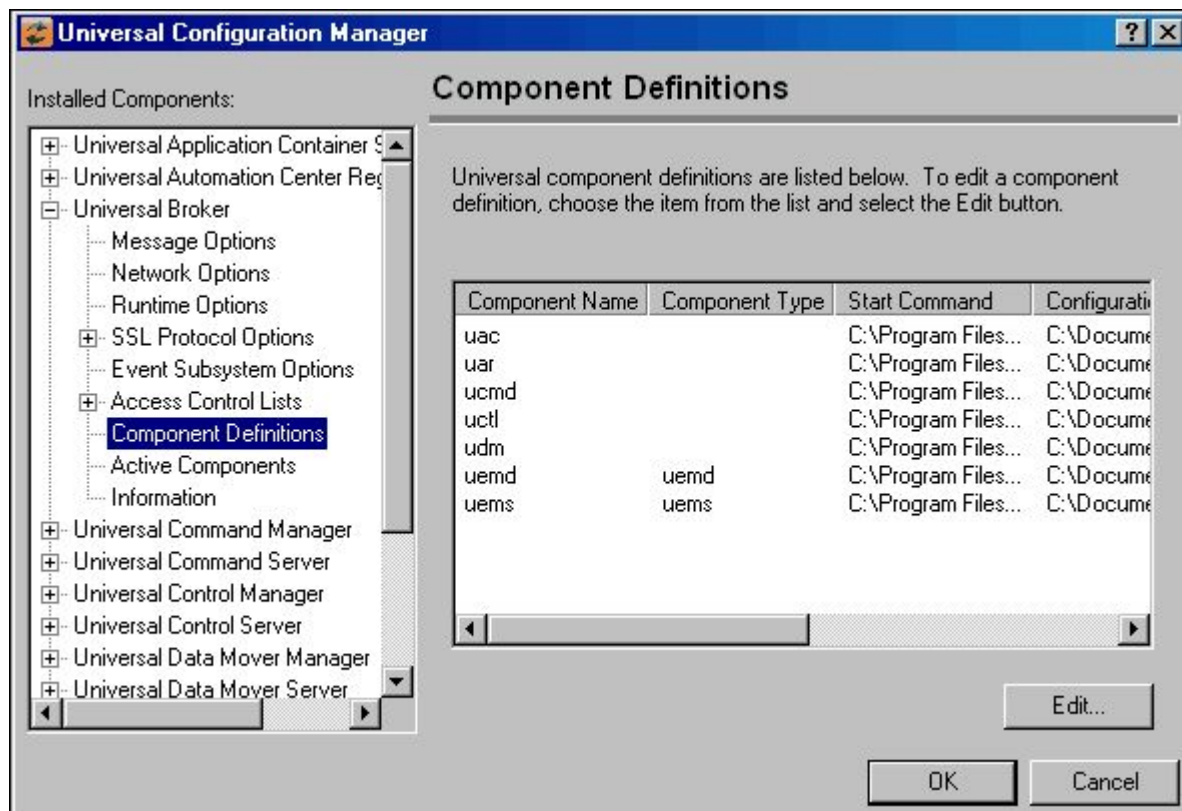 Universal Configuration Manager
Installed Components:
Universal Application Container S
Universal Automation Center Reg
Universal Broker
Message Options
Network Options
Runtime Options
SSL Protocol Options
Event Subsystem Options
Access Control Lists
Component Definitions
Active Components
Information
Universal Command Manager
Universal Command Server
Universal Control Manager
Universal Control Server
Universal Data Mover Manager
Universal Data Mover Server
Component Definitions
Universal component definitions are listed below. To edit a component
definition, choose the item from the list and select the Edit button.
Component Name Component Type Start Command Configurati
uac C:\Program Files... C:\Docume
uar C:\Program Files... C:\Docume
ucmd C:\Program Files... C:\Docume
uctl C:\Program Files... C:\Docume
udm C:\Program Files... C:\Docume
uemd uemd C:\Program Files... C:\Docume
uems uems C:\Program Files... C:\Docume
Edit...
OK Cancel